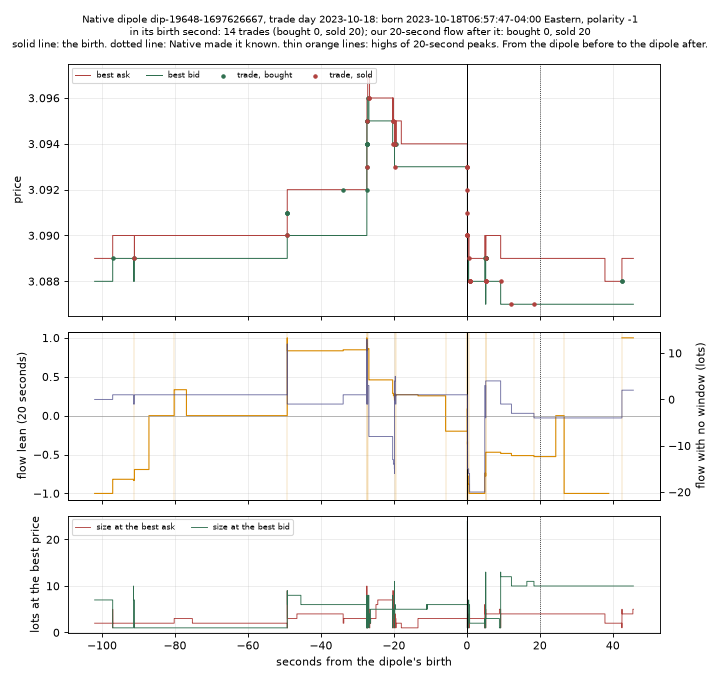 Native dipole dip-19648-1697626667, trade day 2023-10-18: born 2023-10-18T06:57:47-04:00 Eastern, polarity -1
in its birth second: 14 trades (bought 0, sold 20); our 20-second flow after it: bought 0, sold 20
solid line: the birth. dotted line: Native made it known. thin orange lines: highs of 20-second peaks. From the dipole before to the dipole after.
best ask
best bid
trade, bought
trade, sold
price
3.096
3.094
3.092
3.090
3.088
flow lean (20 seconds)
1.0
0.5
0.0
−0.5
−1.0
10
0
−10
−20
flow with no window (lots)
size at the best ask
size at the best bid
lots at the best price
20
10
0
−100
−80
−60
−40
−20
0
20
40
seconds from the dipole's birth